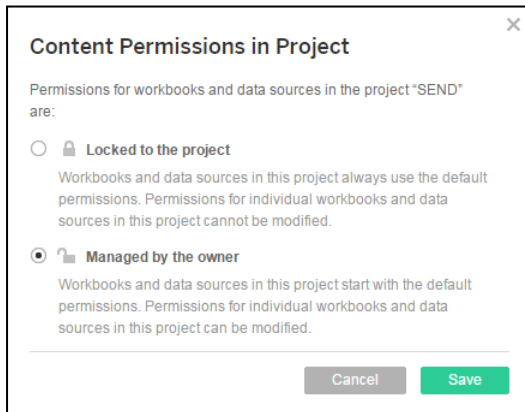 Content Permissions in Project
Permissions for workbooks and data sources in the project “SEND”
are:
Locked to the project
Workbooks and data sources in this project always use the default
permissions. Permissions for individual workbooks and data
sources in this project cannot be modified.
Managed by the owner
Workbooks and data sources in this project start with the default
permissions. Permissions for individual workbooks and data
sources in this project can be modified.
Cancel Save